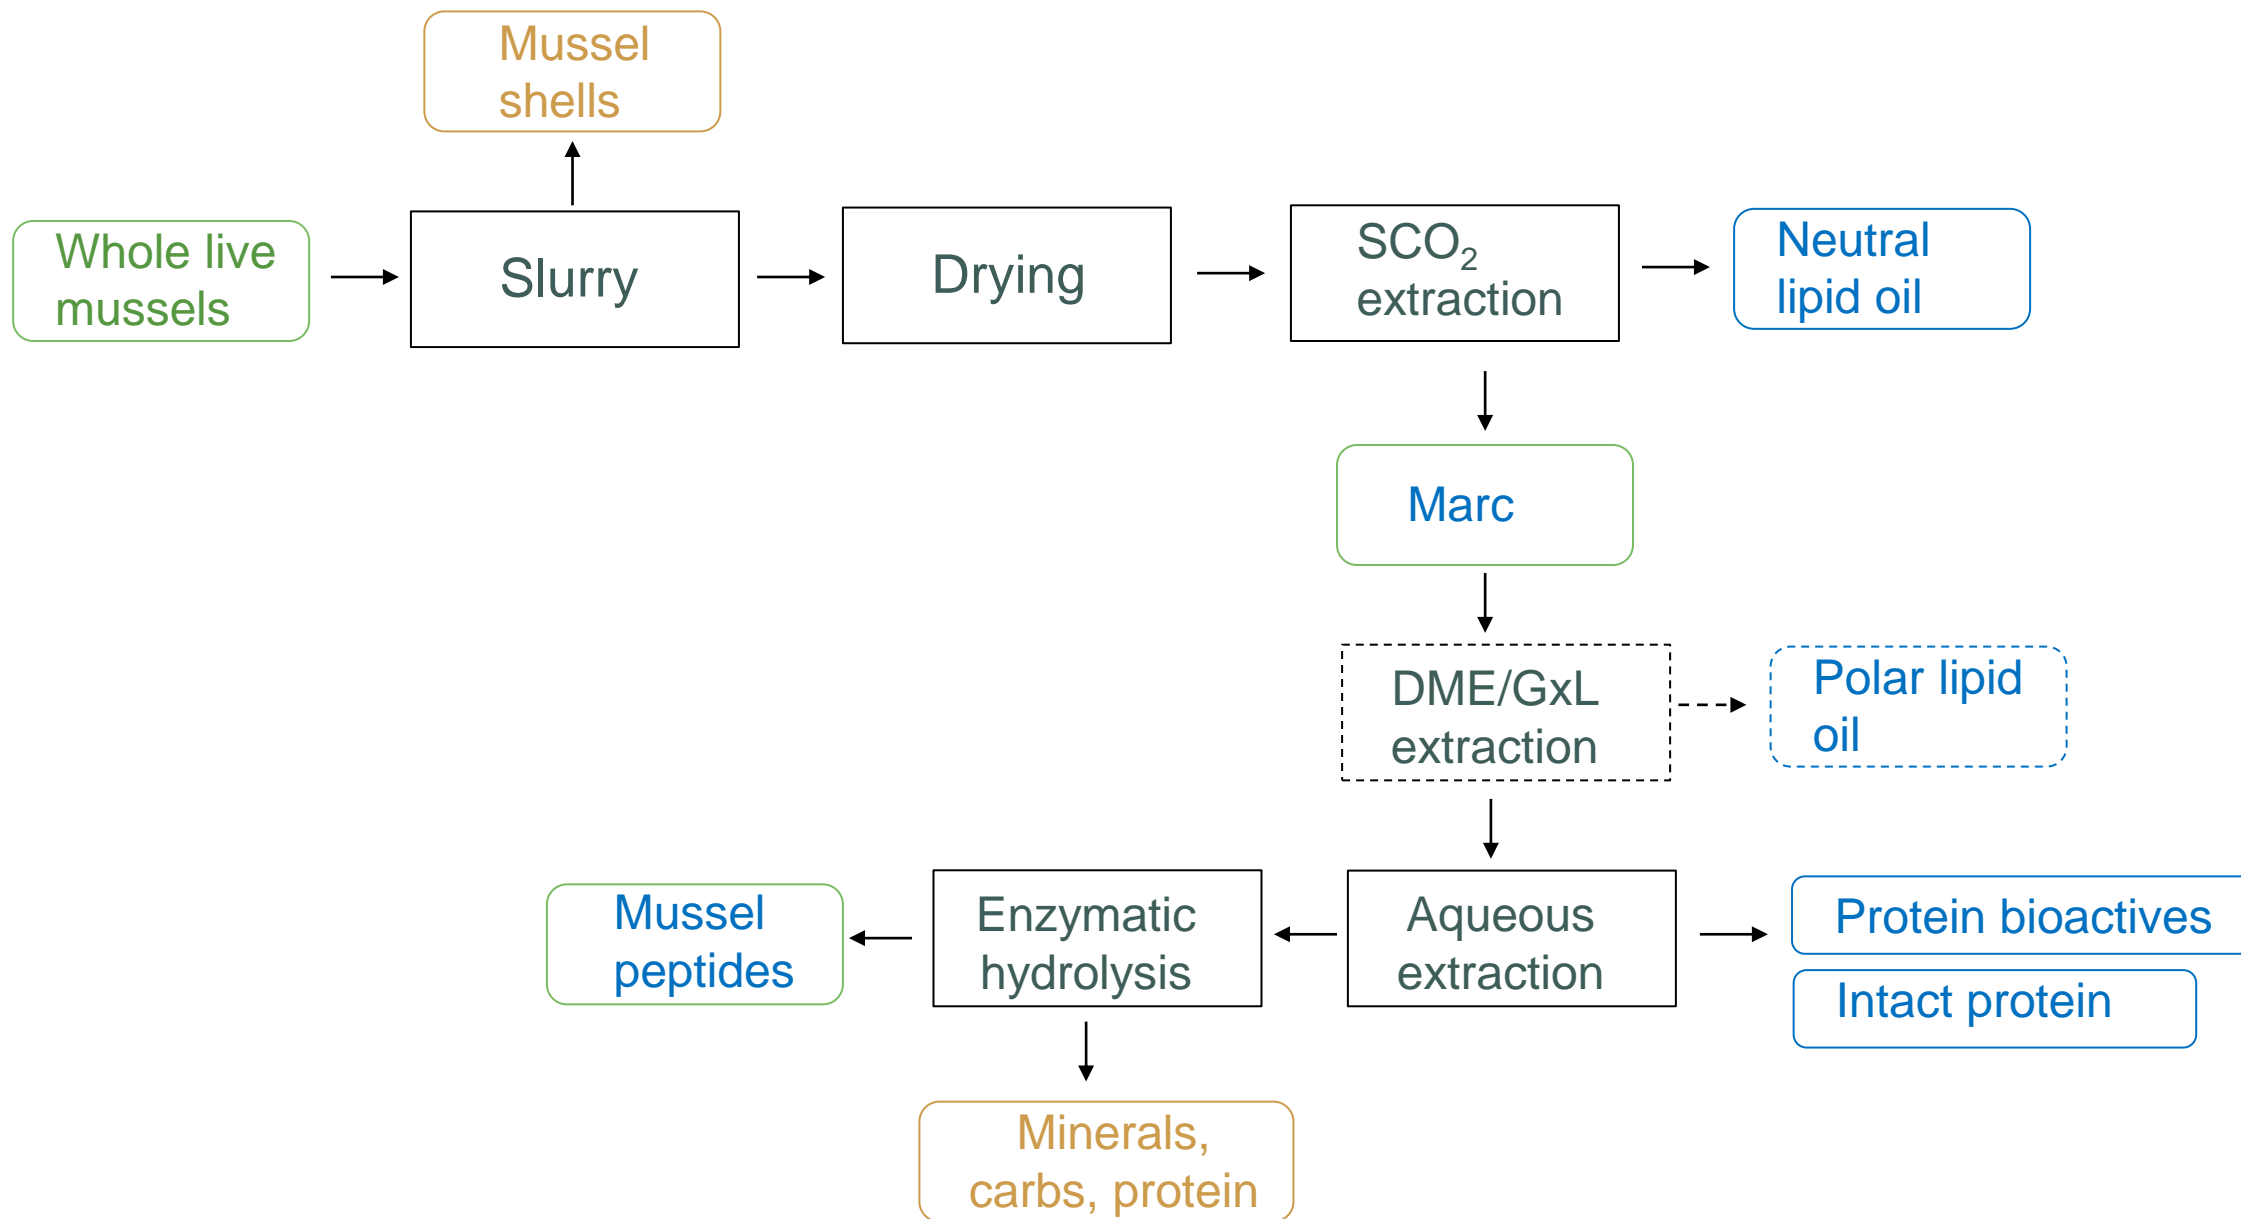 Mussel
shells
Whole live
mussels
Slurry
Drying
SCO₂
extraction
Neutral
lipid oil
Marc
DME/GxL
extraction
Polar lipid
oil
Mussel
peptides
Enzymatic
hydrolysis
Aqueous
extraction
Protein bioactives
Intact protein
Minerals,
carbs, protein